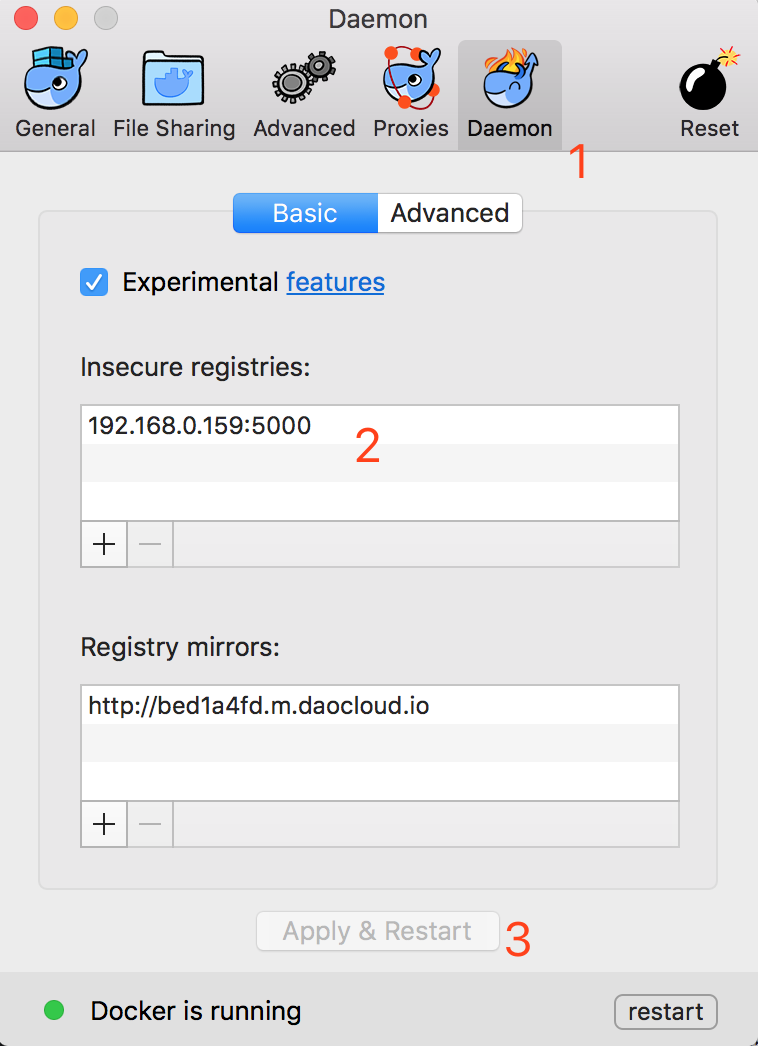 Daemon
General File Sharing Advanced Proxies Daemon Reset
1
Basic Advanced
Experimental features
Insecure registries:
192.168.0.159:5000
2
Registry mirrors:
http://bed1a4fd.m.daocloud.io
Apply & Restart
3
Docker is running restart